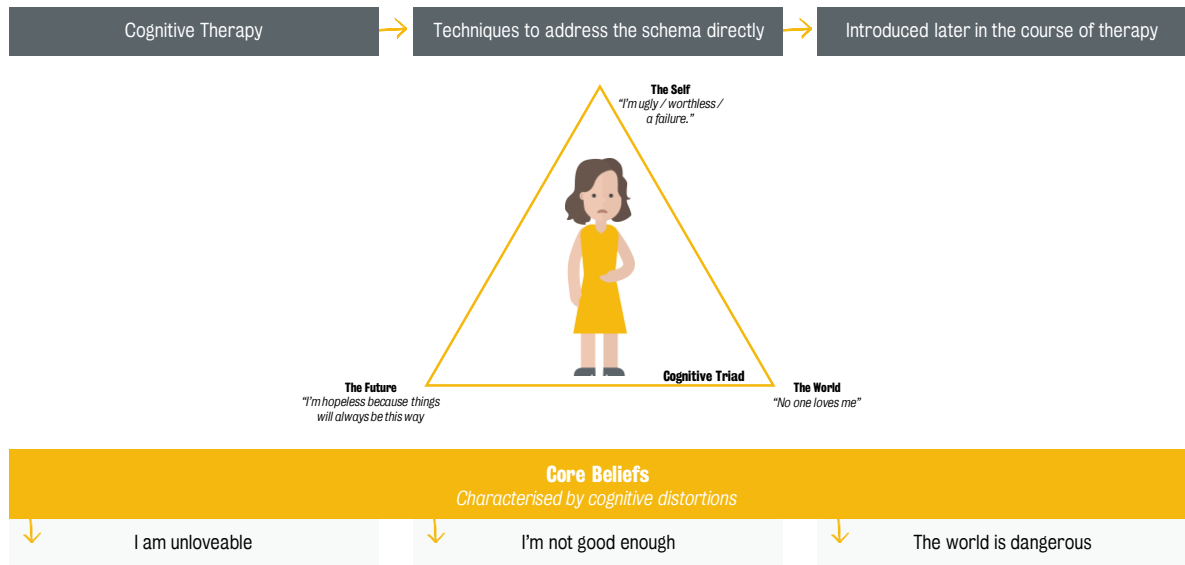 Cognitive Therapy
Techniques to address the schema directly
Introduced later in the course of therapy
The Self
“I’m ugly / worthless /
a failure.”
Cognitive Triad
The Future
“I’m hopeless because things
will always be this way
The World
“No one loves me”
Core Beliefs
Characterised by cognitive distortions
I am unloveable
I’m not good enough
The world is dangerous